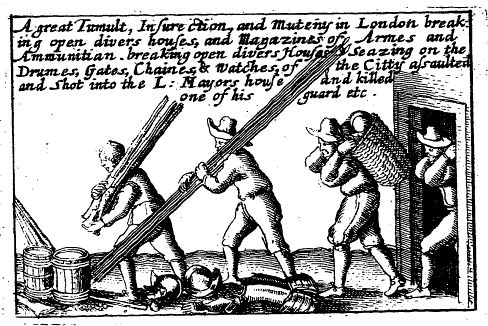 A great Tumult, Insurection, and Muteny in London break:
ing open divers houses, and Magazines of Armes and
Ammunitian. breaking open divers Houses & Seazing on the
Drumes, Gates, Chaines, & Watches, of the Citty assaulted
and shot into the L: Mayors house and killed
one of his guard etc.